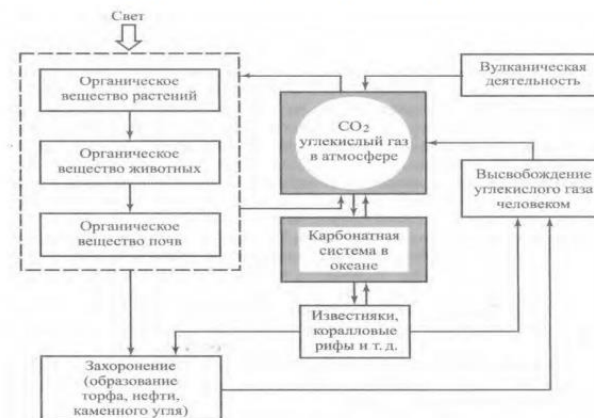 Свет
Органическое
вещество растений
Органическое
вещество животных
Органическое
вещество почв
CO2
углекислый газ
в атмосфере
Карбонатная
система в
океане
Известняки,
коралловые
рифы и т. д.
Вулканическая
деятельность
Высвобождение
углекислого газа
человеком
Захоронение
(образование
торфа, нефти,
каменного угля)